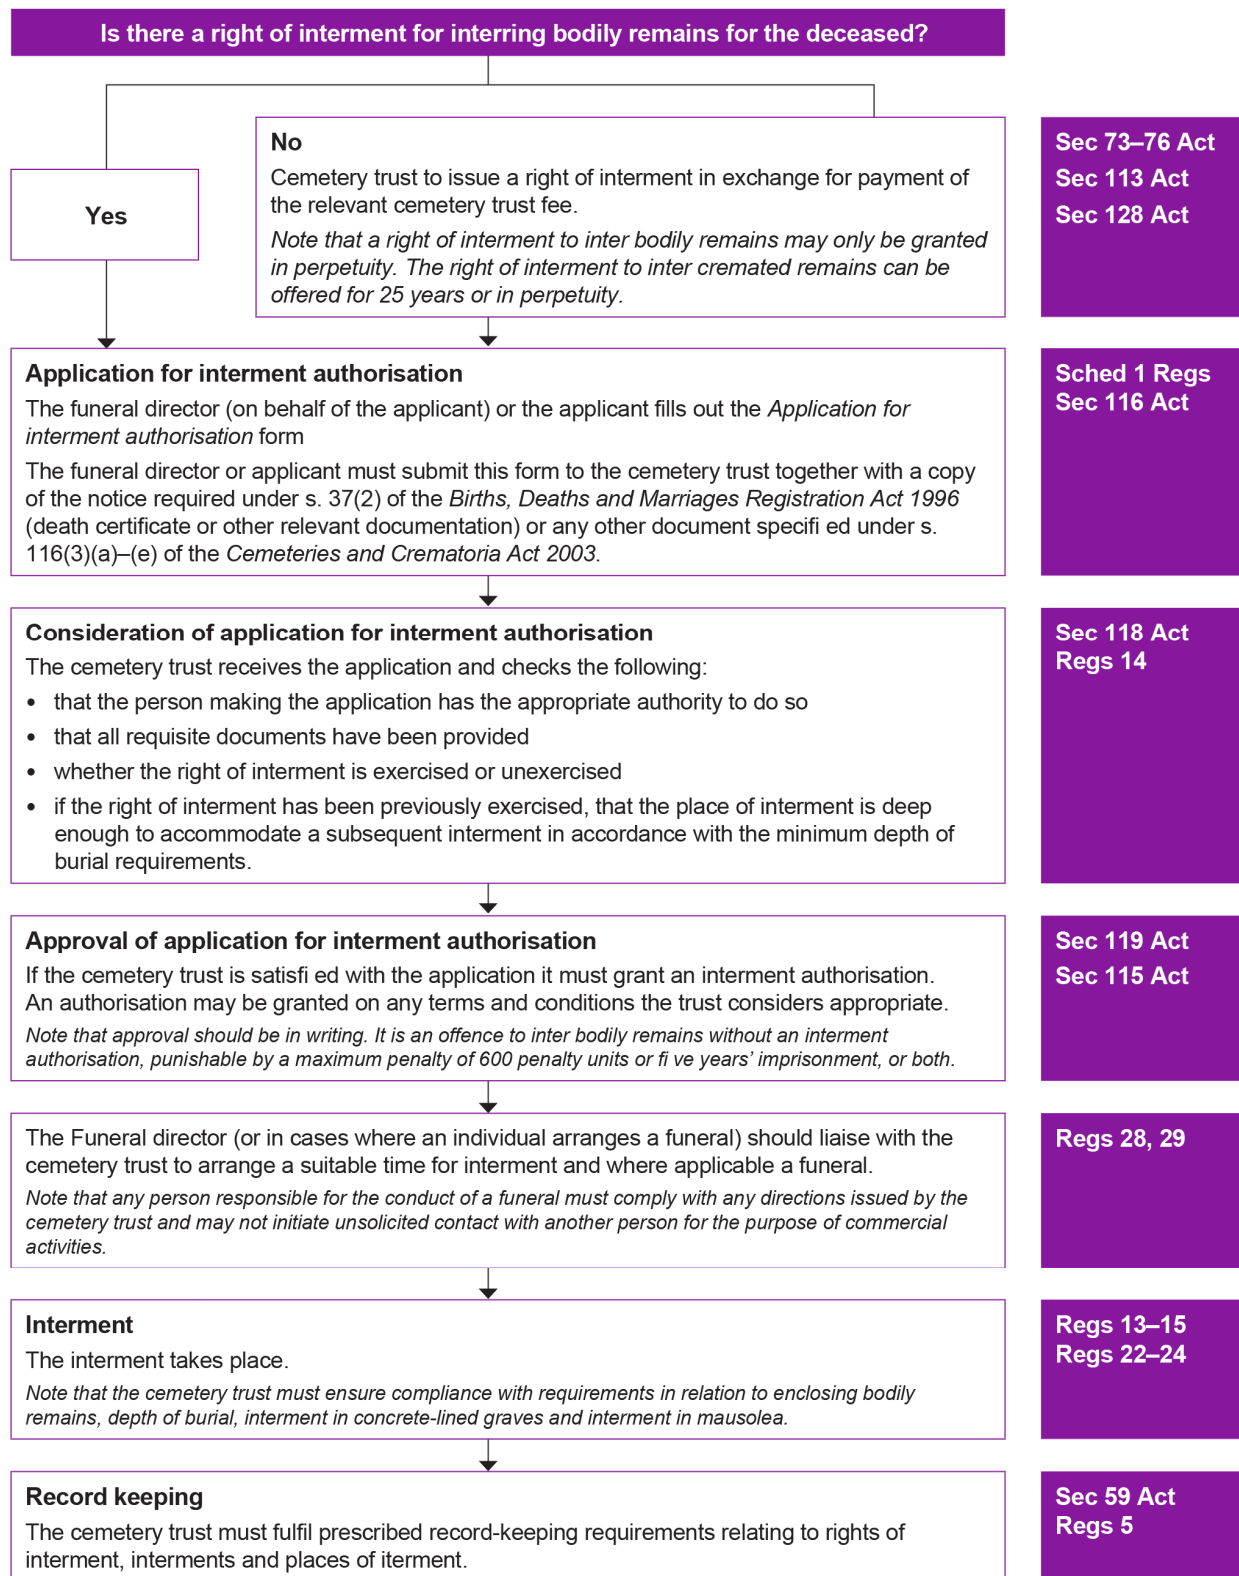 Is there a right of interment for interring bodily remains for the deceased?
Yes
No
Cemetery trust to issue a right of interment in exchange for payment of
the relevant cemetery trust fee.
Note that a right of interment to inter bodily remains may only be granted
in perpetuity. The right of interment to inter cremated remains can be
offered for 25 years or in perpetuity.
Sec 73–76 Act
Sec 113 Act
Sec 128 Act
Application for interment authorisation
The funeral director (on behalf of the applicant) or the applicant fills out the Application for
interment authorisation form
The funeral director or applicant must submit this form to the cemetery trust together with a copy
of the notice required under s. 37(2) of the Births, Deaths and Marriages Registration Act 1996
(death certificate or other relevant documentation) or any other document specifi ed under s.
116(3)(a)–(e) of the Cemeteries and Crematoria Act 2003.
Sched 1 Regs
Sec 116 Act
Consideration of application for interment authorisation
The cemetery trust receives the application and checks the following:
• that the person making the application has the appropriate authority to do so
• that all requisite documents have been provided
• whether the right of interment is exercised or unexercised
• if the right of interment has been previously exercised, that the place of interment is deep
enough to accommodate a subsequent interment in accordance with the minimum depth of
burial requirements.
Sec 118 Act
Regs 14
Approval of application for interment authorisation
If the cemetery trust is satisfi ed with the application it must grant an interment authorisation.
An authorisation may be granted on any terms and conditions the trust considers appropriate.
Note that approval should be in writing. It is an offence to inter bodily remains without an interment
authorisation, punishable by a maximum penalty of 600 penalty units or fi ve years’ imprisonment, or both.
Sec 119 Act
Sec 115 Act
The Funeral director (or in cases where an individual arranges a funeral) should liaise with the
cemetery trust to arrange a suitable time for interment and where applicable a funeral.
Note that any person responsible for the conduct of a funeral must comply with any directions issued by the
cemetery trust and may not initiate unsolicited contact with another person for the purpose of commercial
activities.
Regs 28, 29
Interment
The interment takes place.
Note that the cemetery trust must ensure compliance with requirements in relation to enclosing bodily
remains, depth of burial, interment in concrete-lined graves and interment in mausolea.
Regs 13–15
Regs 22–24
Record keeping
The cemetery trust must fulfil prescribed record-keeping requirements relating to rights of
interment, interments and places of iterment.
Sec 59 Act
Regs 5